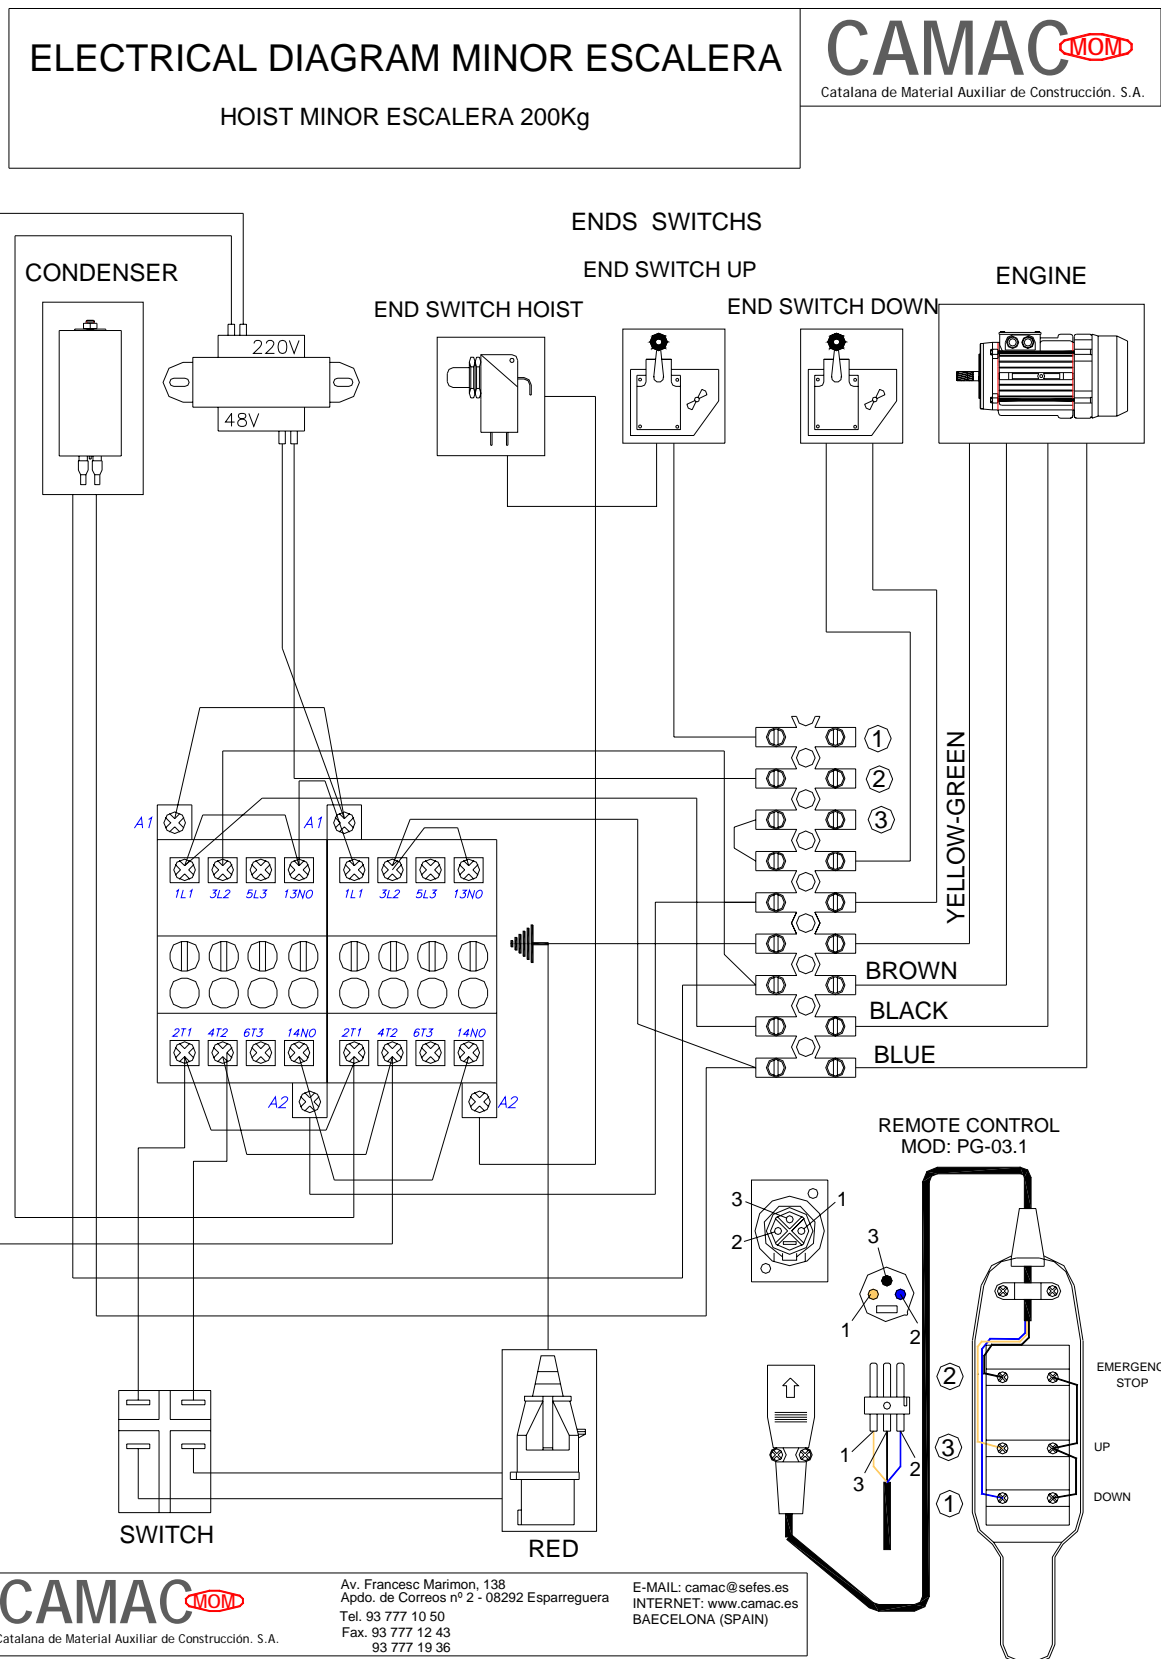 ELECTRICAL DIAGRAM MINOR ESCALERA
HOIST MINOR ESCALERA 200Kg
CAMAC MOM
Catalana de Material Auxiliar de Construcción. S.A.
ENDS SWITCHS
CONDENSER
END SWITCH UP
ENGINE
END SWITCH HOIST
END SWITCH DOWN
220V
48V
1
2
3
YELLOW-GREEN
A1
A1
1L1 3L2 5L3 13NO 1L1 3L2 5L3 13NO
BROWN
BLACK
BLUE
2T1 4T2 6T3 14NO 2T1 4T2 6T3 14NO
A2
A2
REMOTE CONTROL
MOD: PG-03.1
3
1
2
3
1
2
2
EMERGENC
STOP
3
UP
1
2
3
1
DOWN
SWITCH
RED
CAMAC MOM
Catalana de Material Auxiliar de Construcción. S.A.
Av. Francesc Marimon, 138
Apdo. de Correos nº 2 - 08292 Esparreguera
Tel. 93 777 10 50
Fax. 93 777 12 43
93 777 19 36
E-MAIL: camac@sefes.es
INTERNET: www.camac.es
BAECELONA (SPAIN)